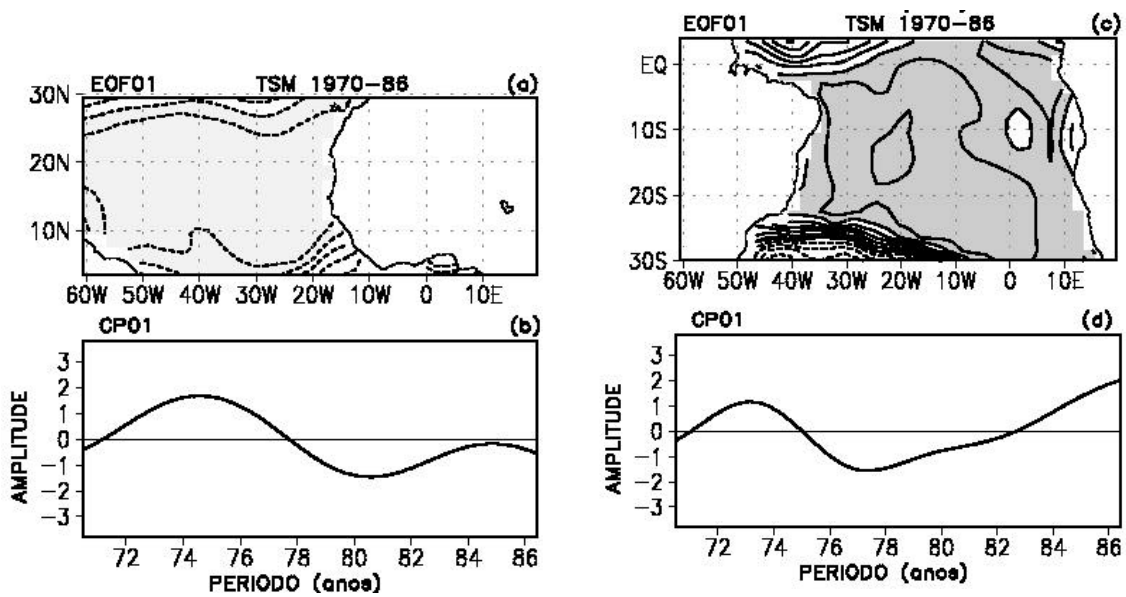 EOF01 TSM 1970-86 (a)
30N
20N
10N
60W 50W 40W 30W 20W 10W 0 10E
CP01 (b)
AMPLITUDE
3
2
1
0
-1
-2
-3
72 74 76 78 80 82 84 86
PERIODO (anos)
EOF01 TSM 1970-86 (c)
EQ
10S
20S
30S
60W 50W 40W 30W 20W 10W 0 10E
CP01 (d)
AMPLITUDE
3
2
1
0
-1
-2
-3
72 74 76 78 80 82 84 86
PERIODO (anos)